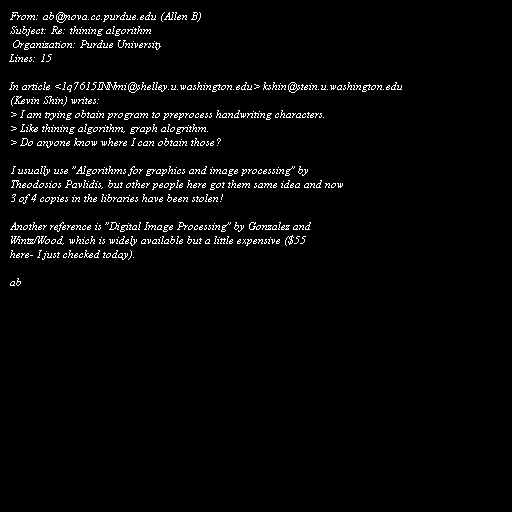 From: ab@nova.cc.purdue.edu (Allen B)
Subject: Re: thining algorithm
Organization: Purdue University
Lines: 15

In article <1q7615INNmi@shelley.u.washington.edu> kshin@stein.u.washington.edu
(Kevin Shin) writes:
> I am trying obtain program to preprocess handwriting characters.
> Like thining algorithm, graph alogrithm.
> Do anyone know where I can obtain those?

I usually use "Algorithms for graphics and image processing" by
Theodosios Pavlidis, but other people here got them same idea and now
3 of 4 copies in the libraries have been stolen!

Another reference is "Digital Image Processing" by Gonzalez and
Wintz/Wood, which is widely available but a little expensive ($55
here- I just checked today).

ab